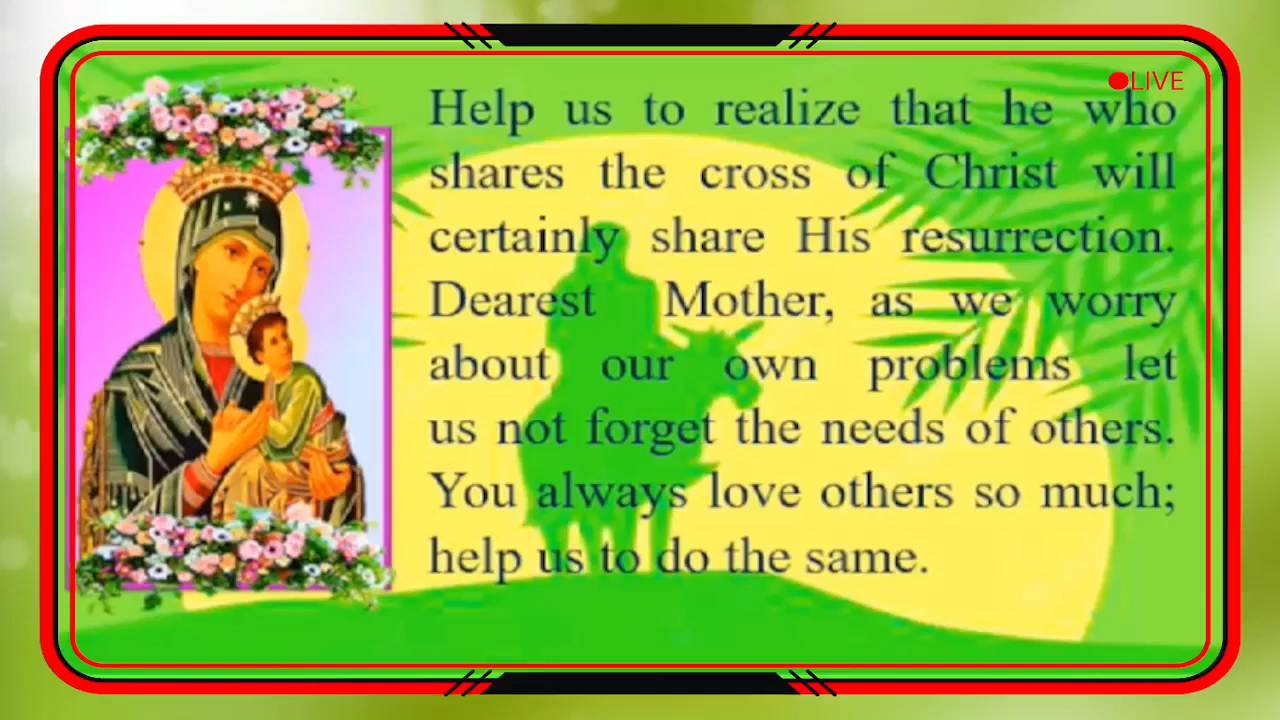 LIVE
Help us to realize that he who
shares the cross of Christ will
certainly share His resurrection.
Dearest Mother, as we worry
about our own problems let
us not forget the needs of others.
You always love others so much;
help us to do the same.